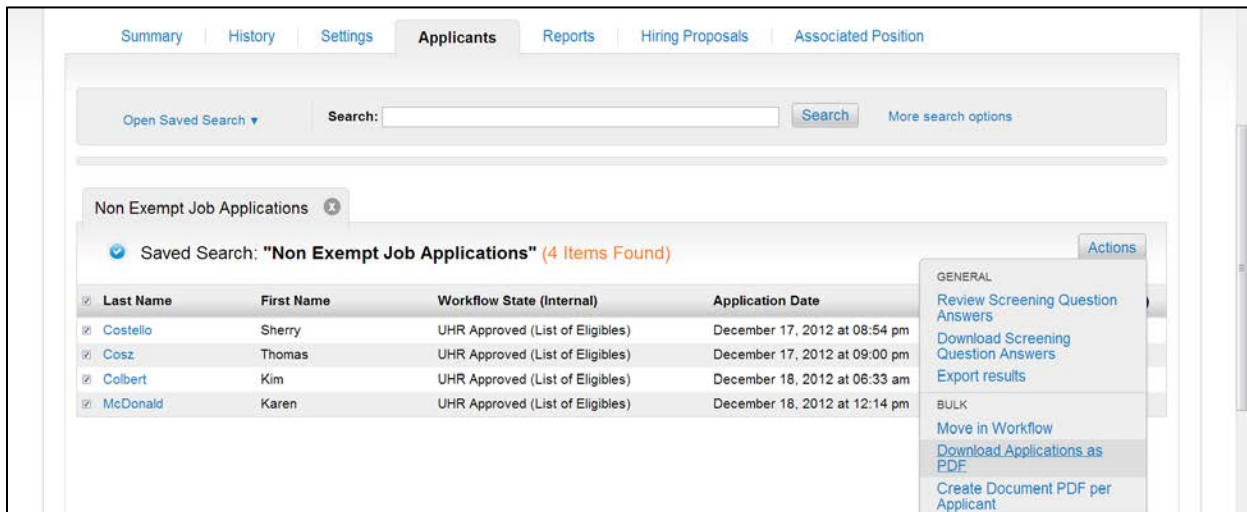 Summary History Settings Applicants Reports Hiring Proposals Associated Position
Open Saved Search ▼ Search: Search More search options
Non Exempt Job Applications
Saved Search: "Non Exempt Job Applications" (4 Items Found) Actions
Last Name First Name Workflow State (Internal) Application Date )
Costello Sherry UHR Approved (List of Eligibles) December 17, 2012 at 08:54 pm
Cosz Thomas UHR Approved (List of Eligibles) December 17, 2012 at 09:00 pm
Colbert Kim UHR Approved (List of Eligibles) December 18, 2012 at 06:33 am
McDonald Karen UHR Approved (List of Eligibles) December 18, 2012 at 12:14 pm
GENERAL
Review Screening Question
Answers
Download Screening
Question Answers
Export results
BULK
Move in Workflow
Download Applications as
PDF
Create Document PDF per
Applicant